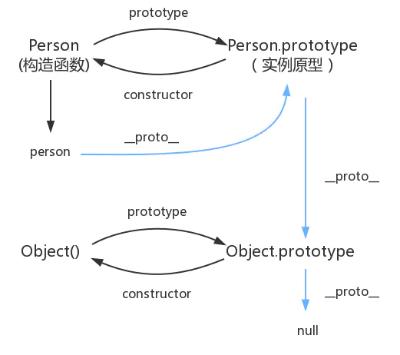 prototype
Person
(构造函数)
Person.prototype
( 实例原型 )
constructor
person
__proto__
__proto__
prototype
Object()
Object.prototype
constructor
__proto__
null